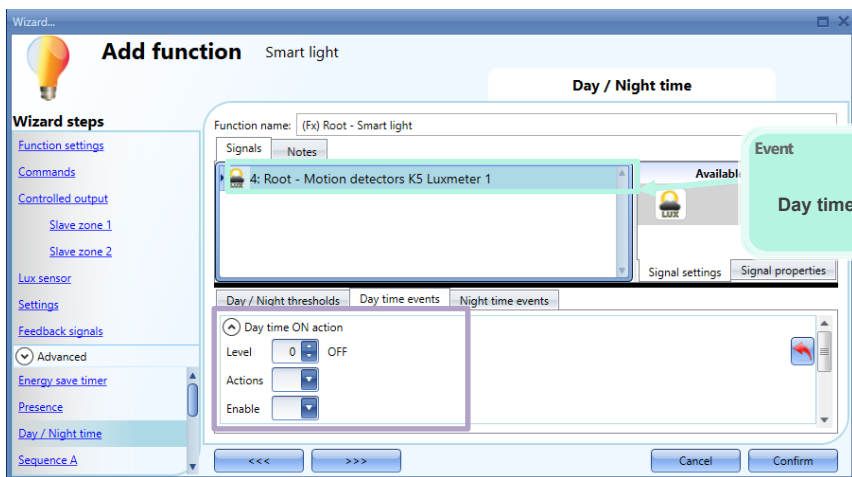 Wizard...
Add function Smart light
Day / Night time
Wizard steps
Function settings
Commands
Controlled output
Slave zone 1
Slave zone 2
Lux sensor
Settings
Feedback signals
Advanced
Energy save timer
Presence
Day / Night time
Sequence A
Function name: (Fx) Root - Smart light
Signals Notes
LUX 4: Root - Motion detectors K5 Luxmeter 1
Availabl
LUX
Event
Day time
Signal settings Signal properties
Day / Night thresholds Day time events Night time events
Day time ON action
Level 0 OFF
Actions
Enable
<<< >>> Cancel Confirm